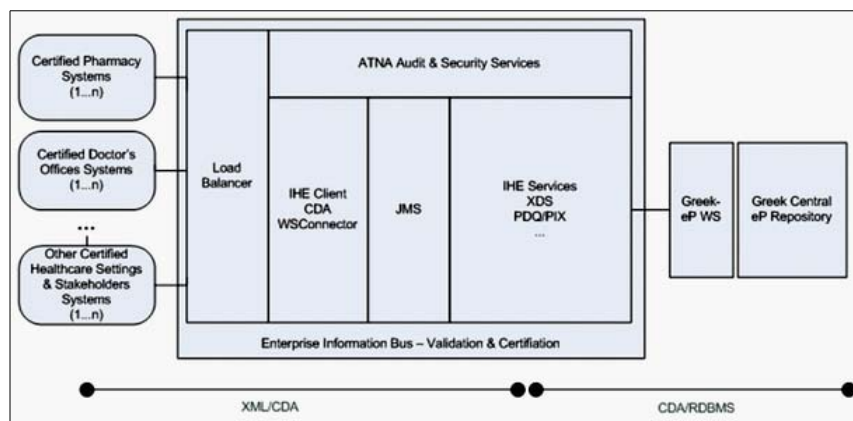 Certified Pharmacy
Systems
(1...n)
Certified Doctor's
Offices Systems
(1...n)
...
Other Certified
Healthcare Settings
& Stakeholders
Systems
(1...n)
Load
Balancer
ATNA Audit & Security Services
IHE Client
CDA
WSConnector
JMS
IHE Services
XDS
PDQ/PIX
...
Greek-
eP WS
Greek Central
eP Repository
Enterprise Information Bus – Validation & Certifiation
XML/CDA
CDA/RDBMS